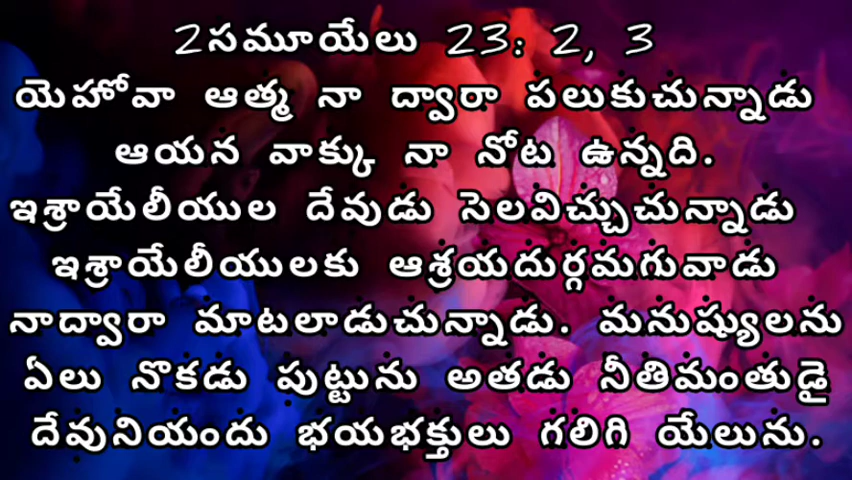 2సమూయేలు 23: 2, 3
యెహోవా ఆత్మ నా ద్వారా పలుకుచున్నాడు
ఆయన వాక్కు నా నోట ఉన్నది.
ఇశ్రాయేలీయుల దేవుడు సెలవిచ్చుచున్నాడు
ఇశ్రాయేలీయులకు ఆశ్రయదుర్గమగువాడు
నాద్వారా మాటలాడుచున్నాడు. మనుష్యులను
ఏలు నొకడు పుట్టును అతడు నీతిమంతుడై
దేవునియందు భయభక్తులు గలిగి యేలును.